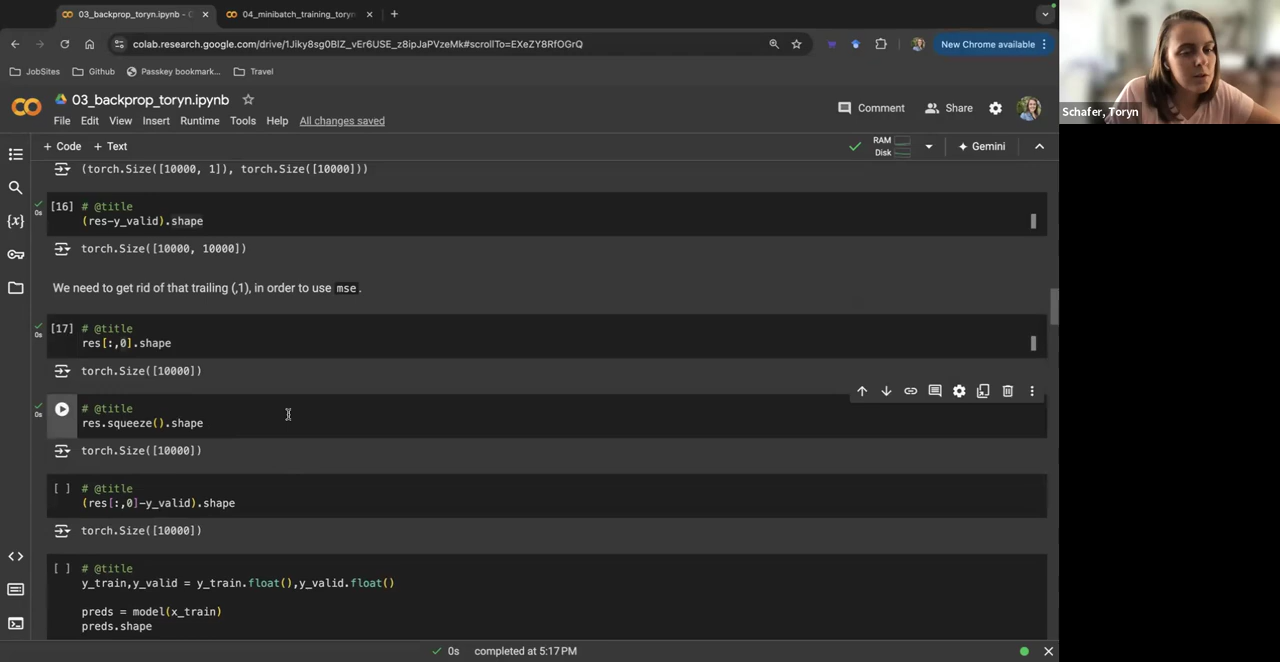 03_backprop_toryn.ipynb - C
04_minibatch_training_toryn
colab.research.google.com/drive/1Jiky8sg0BIZ_vEr6USE_z8ipJaPVzeMk#scrollTo=EXeZY8RfOGrQ
New Chrome available
JobSites
Github
Passkey bookmark...
Travel
03_backprop_toryn.ipynb
Comment
Share
File Edit View Insert Runtime Tools Help All changes saved
+ Code + Text
RAM
Disk
Gemini
(torch.Size([10000, 1]), torch.Size([10000]))
[16] # @title
0s
(res-y_valid).shape
torch.Size([10000, 10000])
We need to get rid of that trailing (,1), in order to use mse.
[17] # @title
0s
res[:,0].shape
torch.Size([10000])
# @title
0s
res.squeeze().shape
torch.Size([10000])
[ ] # @title
(res[:,0]-y_valid).shape
torch.Size([10000])
[ ] # @title
y_train,y_valid = y_train.float(),y_valid.float()
preds = model(x_train)
preds.shape
0s completed at 5:17 PM
Schafer, Toryn